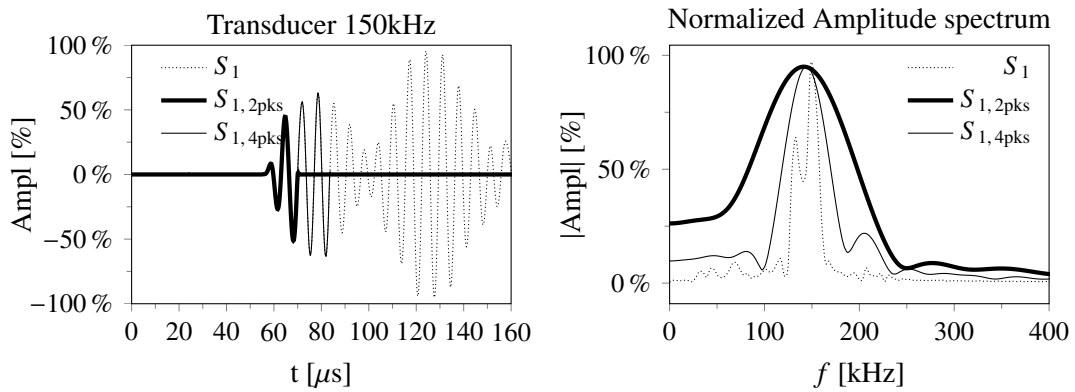 Transducer 150kHz
100 %
50 %
0 %
−50 %
−100 %
Ampl [%]
S1
S1, 2pks
S1, 4pks
0 20 40 60 80 100 120 140 160
t [μs]
Normalized Amplitude spectrum
100 %
50 %
0 %
|Ampl| [%]
S1
S1, 2pks
S1, 4pks
0 100 200 300 400
f [kHz]